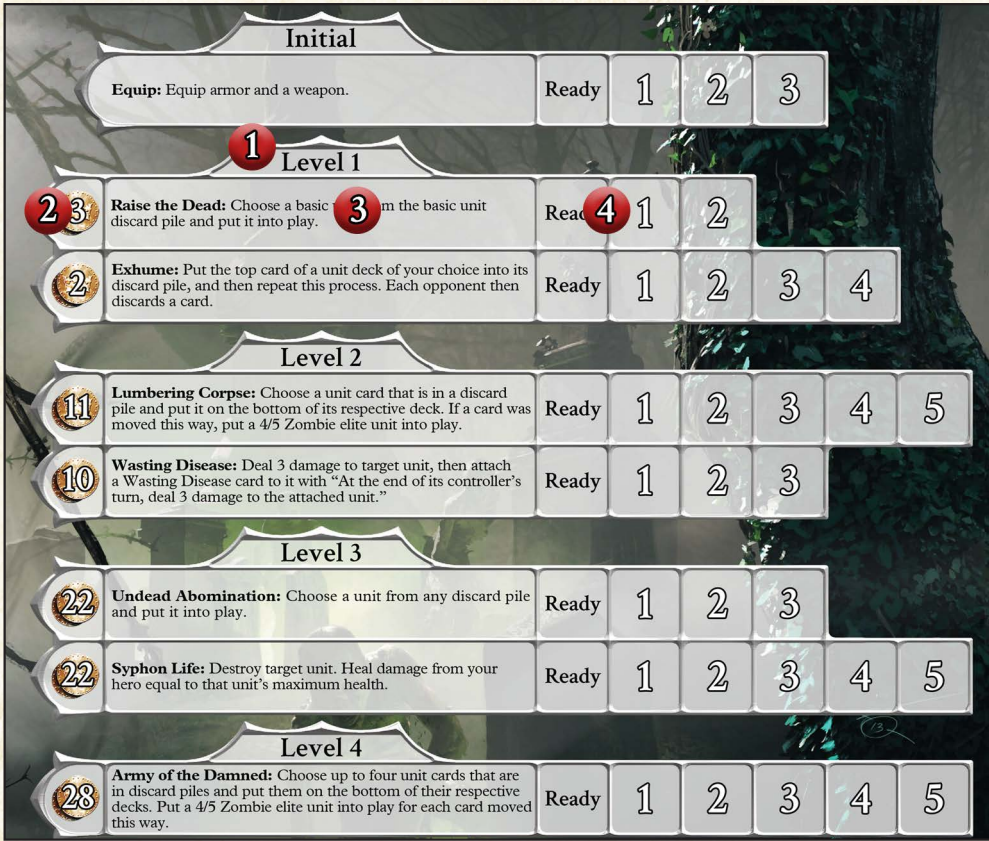 Initial
Equip: Equip armor and a weapon.
Ready 1 2 3
1
Level 1
2 3
Raise the Dead: Choose a basic 3 m the basic unit
discard pile and put it into play.
4 1 2
2
Exhume: Put the top card of a unit deck of your choice into its
discard pile, and then repeat this process. Each opponent then
discards a card.
Ready 1 2 3 4
Level 2
11
Lumbering Corpse: Choose a unit card that is in a discard
pile and put it on the bottom of its respective deck. If a card was
moved this way, put a 4/5 Zombie elite unit into play.
Ready 1 2 3 4 5
10
Wasting Disease: Deal 3 damage to target unit, then attach
a Wasting Disease card to it with “At the end of its controller’s
turn, deal 3 damage to the attached unit.”
Ready 1 2 3
Level 3
22
Undead Abomination: Choose a unit from any discard pile
and put it into play.
Ready 1 2 3
22
Syphon Life: Destroy target unit. Heal damage from your
hero equal to that unit’s maximum health.
Ready 1 2 3 4 5
13
Level 4
28
Army of the Damned: Choose up to four unit cards that are
in discard piles and put them on the bottom of their respective
decks. Put a 4/5 Zombie elite unit into play for each card moved
this way.
Ready 1 2 3 4 5